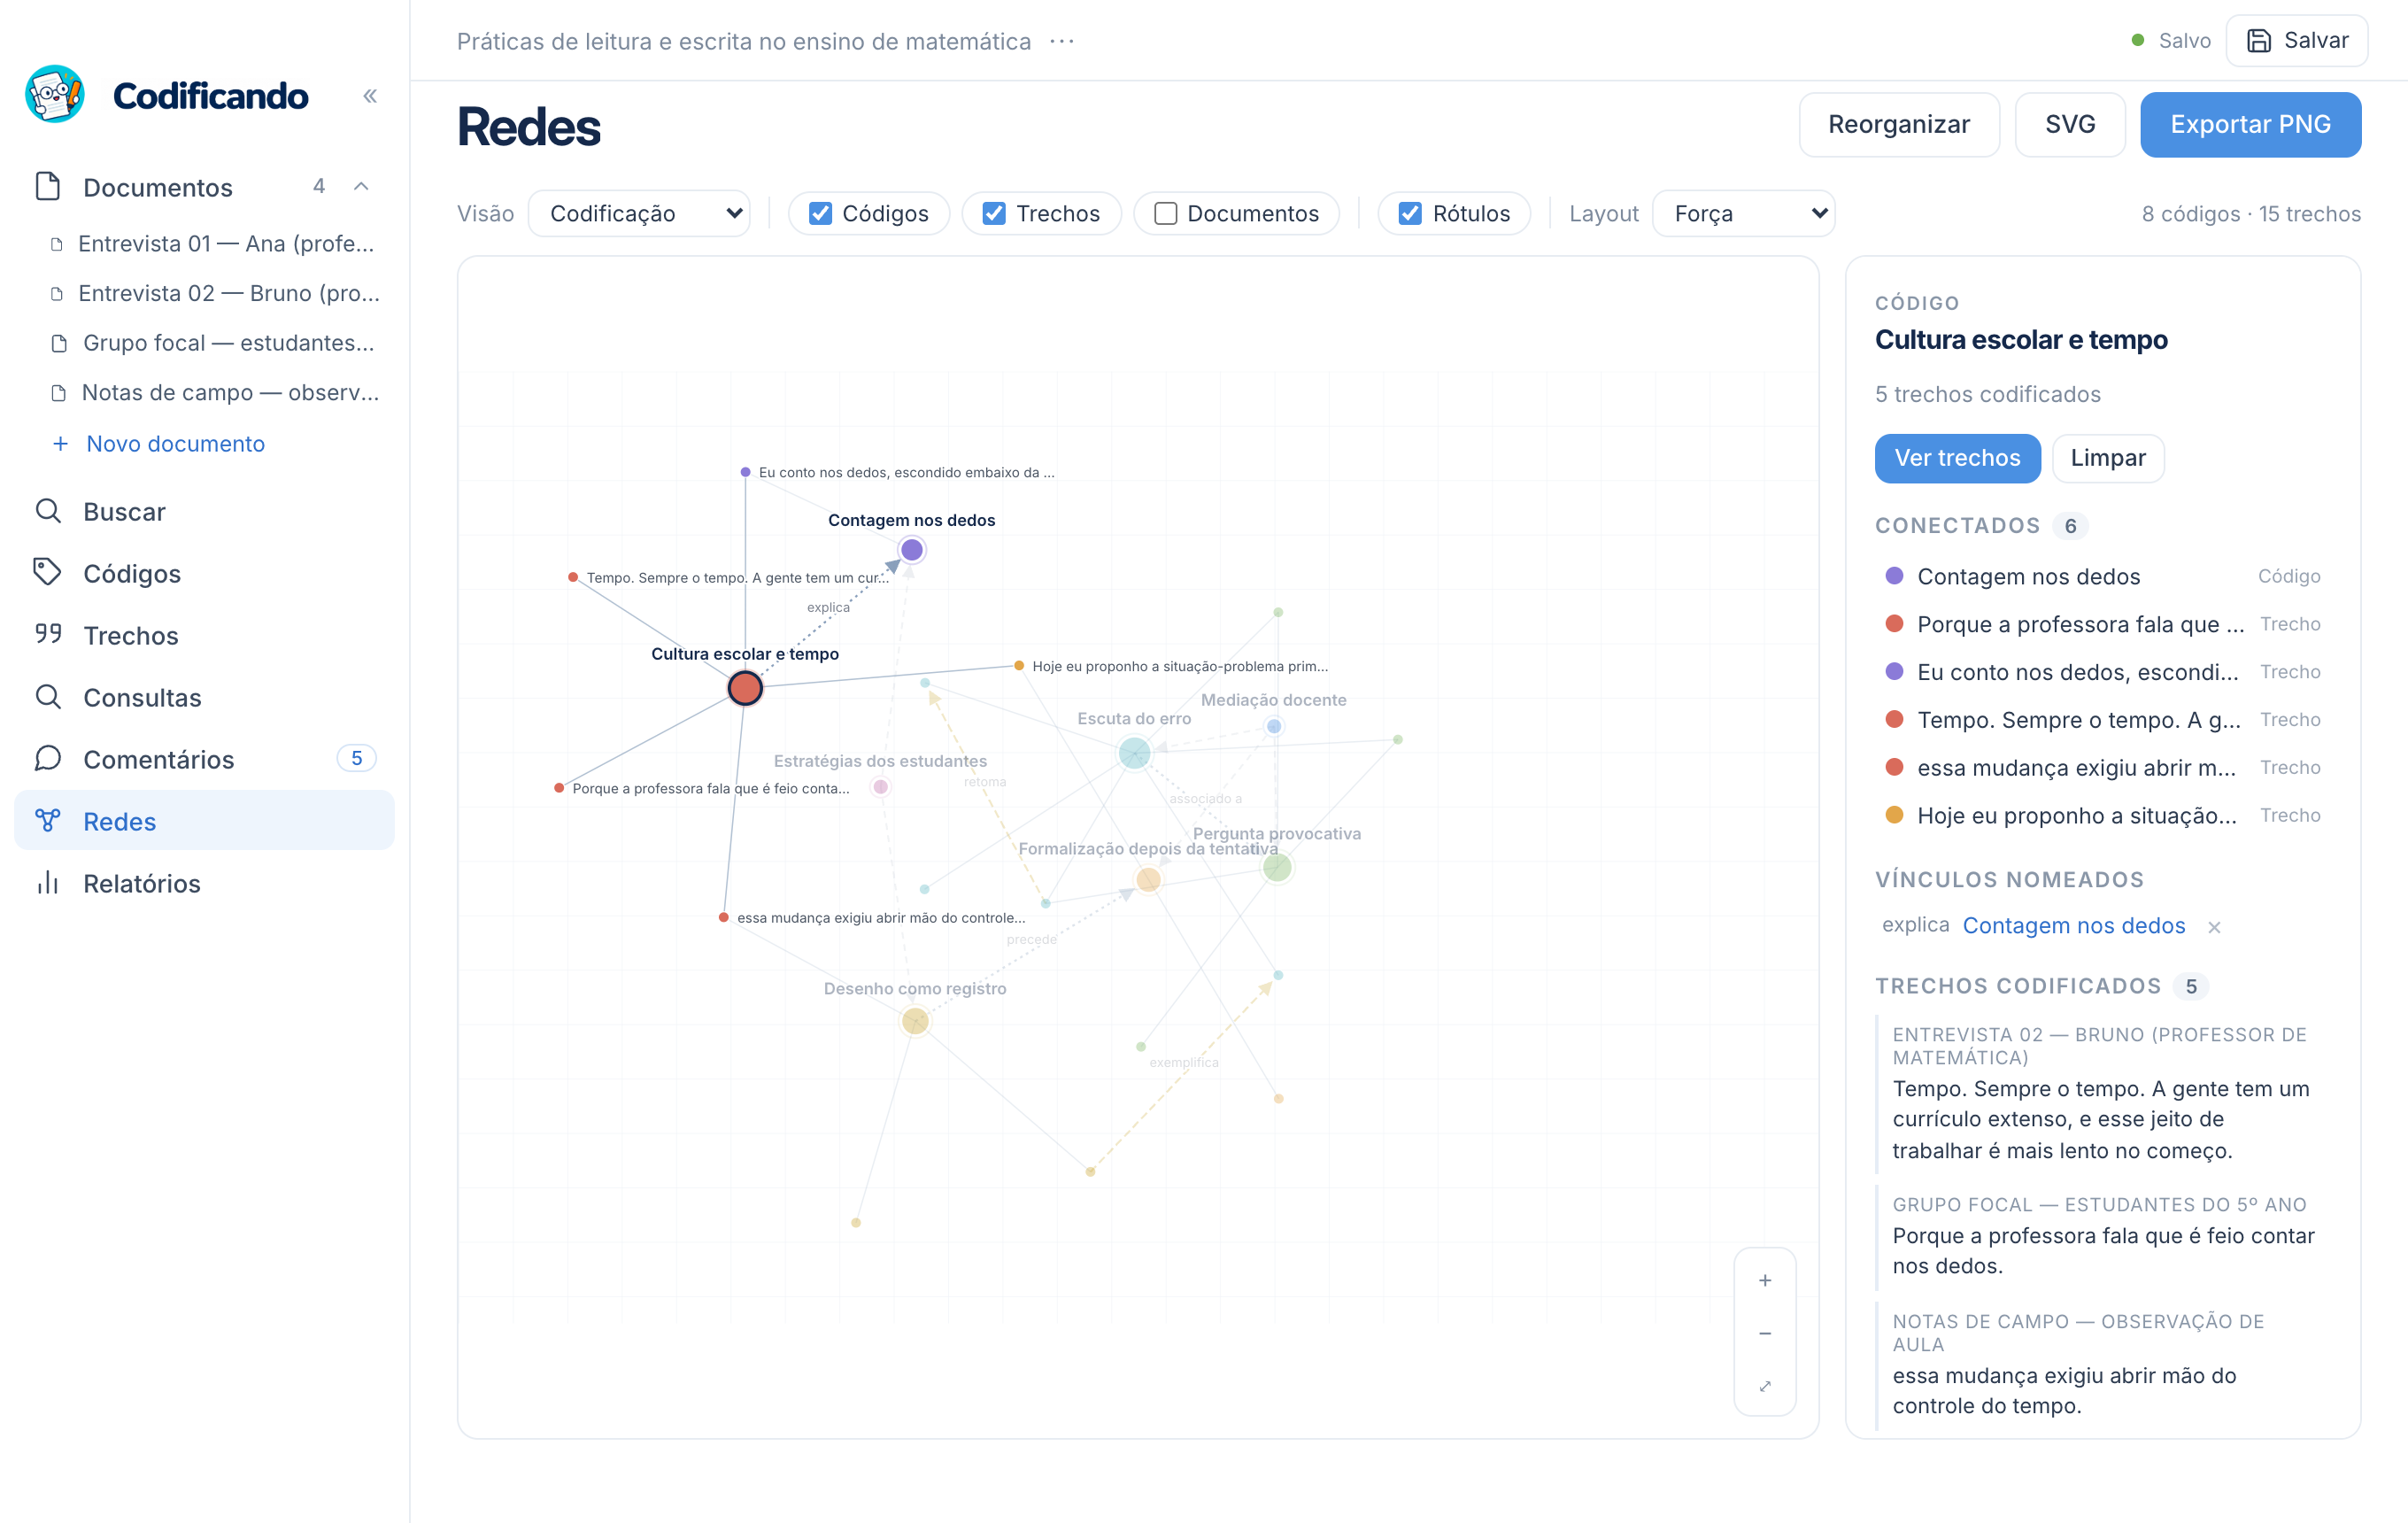 Práticas de leitura e escrita no ensino de matemática ···
Salvo
Salvar
Codificando
«
Documentos 4
Entrevista 01 — Ana (profe...
Entrevista 02 — Bruno (pro...
Grupo focal — estudantes...
Notas de campo — observ...
+ Novo documento
Buscar
Códigos
Trechos
Consultas
Comentários 5
Redes
Relatórios
Redes
Reorganizar
SVG
Exportar PNG
Visão Codificação
Códigos
Trechos
Documentos
Rótulos
Layout Força
8 códigos · 15 trechos
Eu conto nos dedos, escondido embaixo da ...
Contagem nos dedos
Tempo. Sempre o tempo. A gente tem um cur...
explica
Cultura escolar e tempo
Hoje eu proponho a situação-problema prim...
Mediação docente
Escuta do erro
Estratégias dos estudantes
retoma
Porque a professora fala que é feio conta...
associado a
Pergunta provocativa
Formalização depois da tentativa
essa mudança exigiu abrir mão do controle...
precede
Desenho como registro
exemplifica
+
−
⤢
CÓDIGO
Cultura escolar e tempo
5 trechos codificados
Ver trechos
Limpar
CONECTADOS 6
Contagem nos dedos Código
Porque a professora fala que ... Trecho
Eu conto nos dedos, escondi... Trecho
Tempo. Sempre o tempo. A g... Trecho
essa mudança exigiu abrir m... Trecho
Hoje eu proponho a situação... Trecho
VÍNCULOS NOMEADOS
explica Contagem nos dedos ×
TRECHOS CODIFICADOS 5
ENTREVISTA 02 — BRUNO (PROFESSOR DE
MATEMÁTICA)
Tempo. Sempre o tempo. A gente tem um
currículo extenso, e esse jeito de
trabalhar é mais lento no começo.
GRUPO FOCAL — ESTUDANTES DO 5º ANO
Porque a professora fala que é feio contar
nos dedos.
NOTAS DE CAMPO — OBSERVAÇÃO DE
AULA
essa mudança exigiu abrir mão do
controle do tempo.